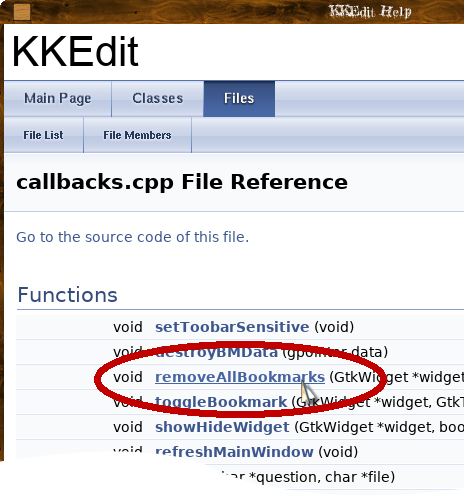 KKEdit Help
KKEdit
Main Page Classes Files
File List File Members
callbacks.cpp File Reference
Go to the source code of this file.
Functions
void setToobarSensitive (void)
void destroyBMData (gpointer data)
void removeAllBookmarks (GtkWidget *widget
void toggleBookmark (GtkWidget *widget, GtkT
void showHideWidget (GtkWidget *widget, boo
void refreshMainWindow (void)
*question, char *file)